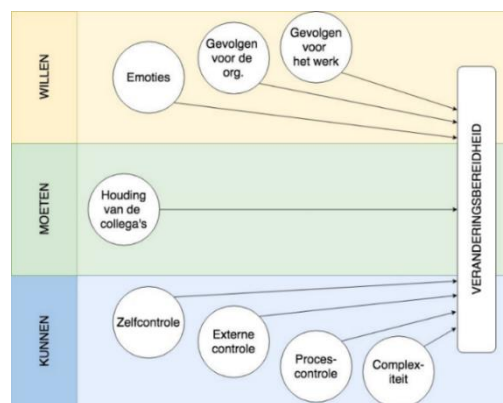 WILLEN
Emoties
Gevolgen
voor de
org.
Gevolgen
voor
het werk
MOETEN
Houding
van de
collega's
KUNNEN
Zelfcontrole
Externe
controle
Proces-
controle
Complex-
iteit
VERANDERINGSBEREIDHEID